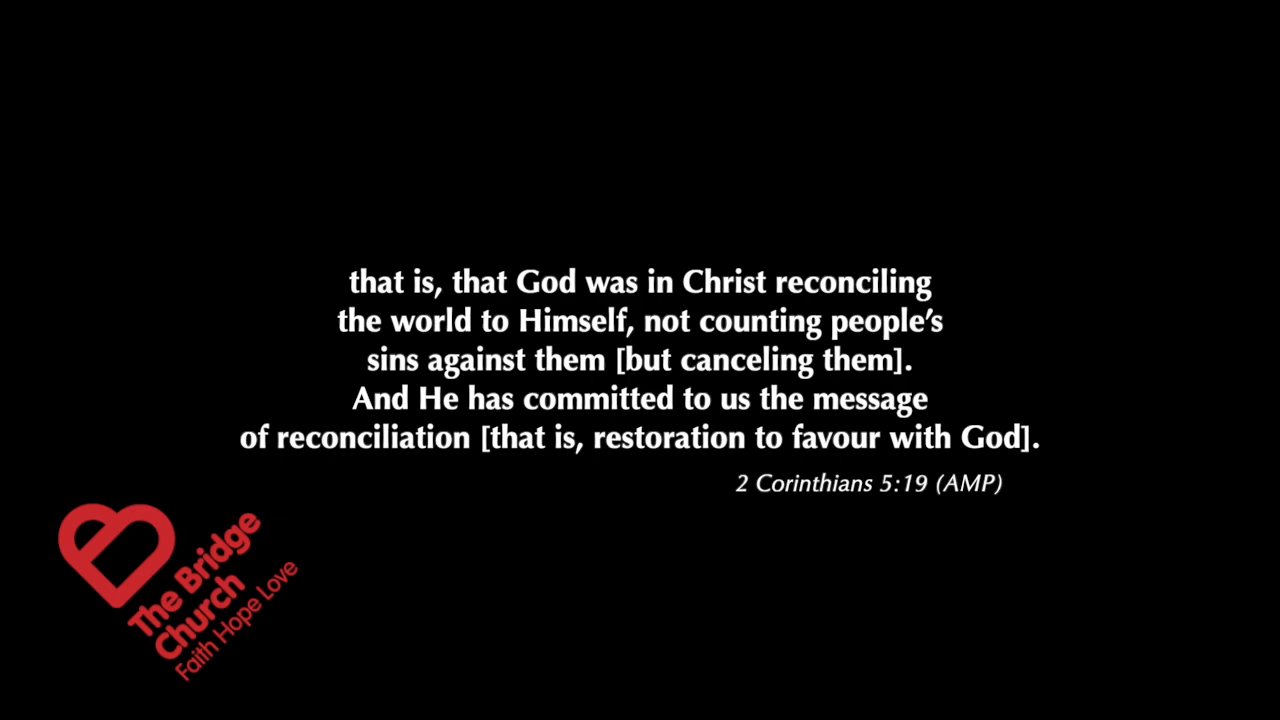 that is, that God was in Christ reconciling
the world to Himself, not counting people’s
sins against them [but canceling them].
And He has committed to us the message
of reconciliation [that is, restoration to favour with God].
2 Corinthians 5:19 (AMP)
The Bridge
Church
Faith Hope Love